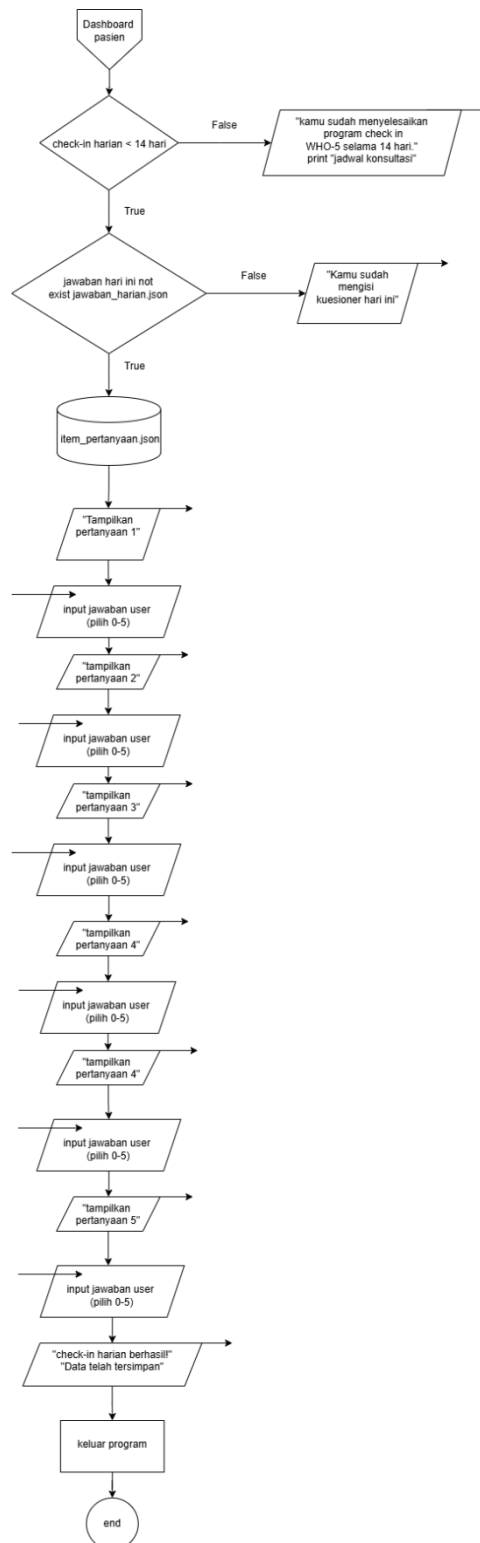 Dashboard
pasien
check-in harian < 14 hari
False
"kamu sudah menyelesaikan
program check in
WHO-5 selama 14 hari."
print "jadwal konsultasi"
True
jawaban hari ini not
exist jawaban_harian.json
False
"Kamu sudah
mengisi
kuesioner hari ini"
True
item_pertanyaan.json
"Tampilkan
pertanyaan 1"
input jawaban user
(pilih 0-5)
"tampilkan
pertanyaan 2"
input jawaban user
(pilih 0-5)
"tampilkan
pertanyaan 3"
input jawaban user
(pilih 0-5)
"tampilkan
pertanyaan 4"
input jawaban user
(pilih 0-5)
"tampilkan
pertanyaan 4"
input jawaban user
(pilih 0-5)
"tampilkan
pertanyaan 5"
input jawaban user
(pilih 0-5)
"check-in harian berhasil!"
"Data telah tersimpan"
keluar program
end